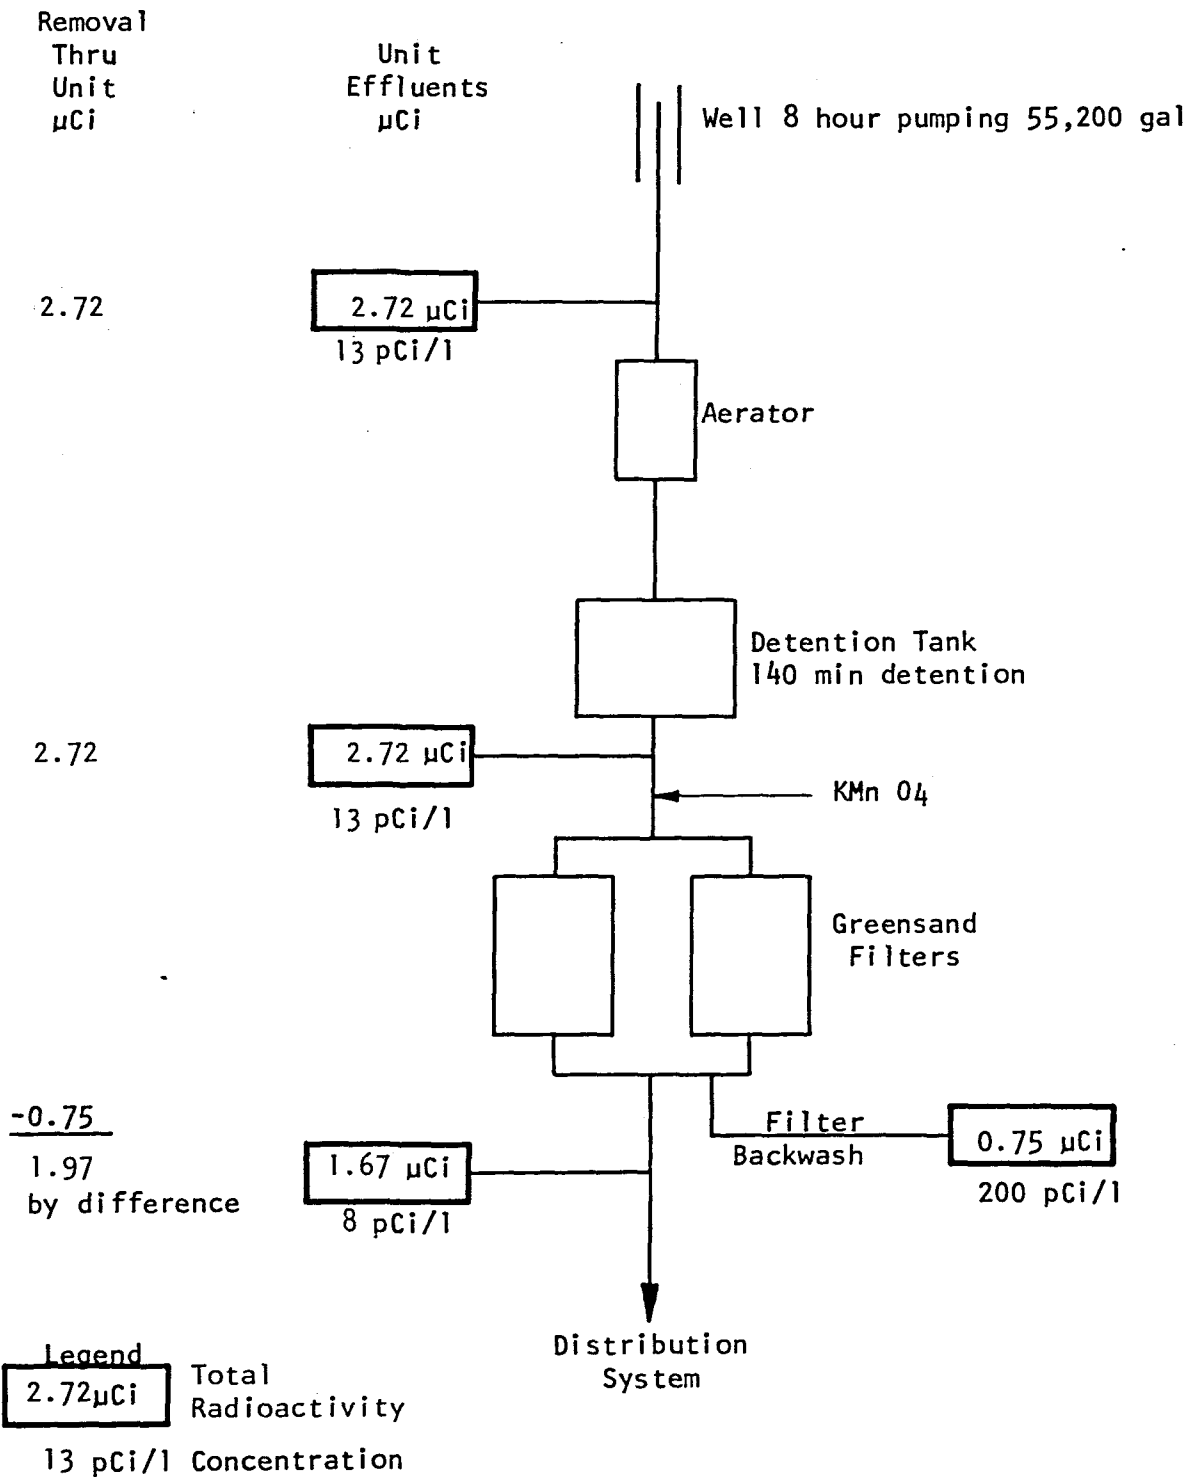 Removal
Thru
Unit
µCi
Unit
Effluents
µCi
Well 8 hour pumping 55,200 gal
2.72
2.72 µCi
13 pCi/l
Aerator
Detention Tank
140 min detention
2.72
2.72 µCi
13 pCi/l
KMn O4
Greensand
Filters
-0.75
1.97
by difference
1.67 µCi
8 pCi/l
Filter
Backwash
0.75 µCi
200 pCi/l
Distribution
System
Legend
2.72µCi
Total
Radioactivity
13 pCi/l Concentration